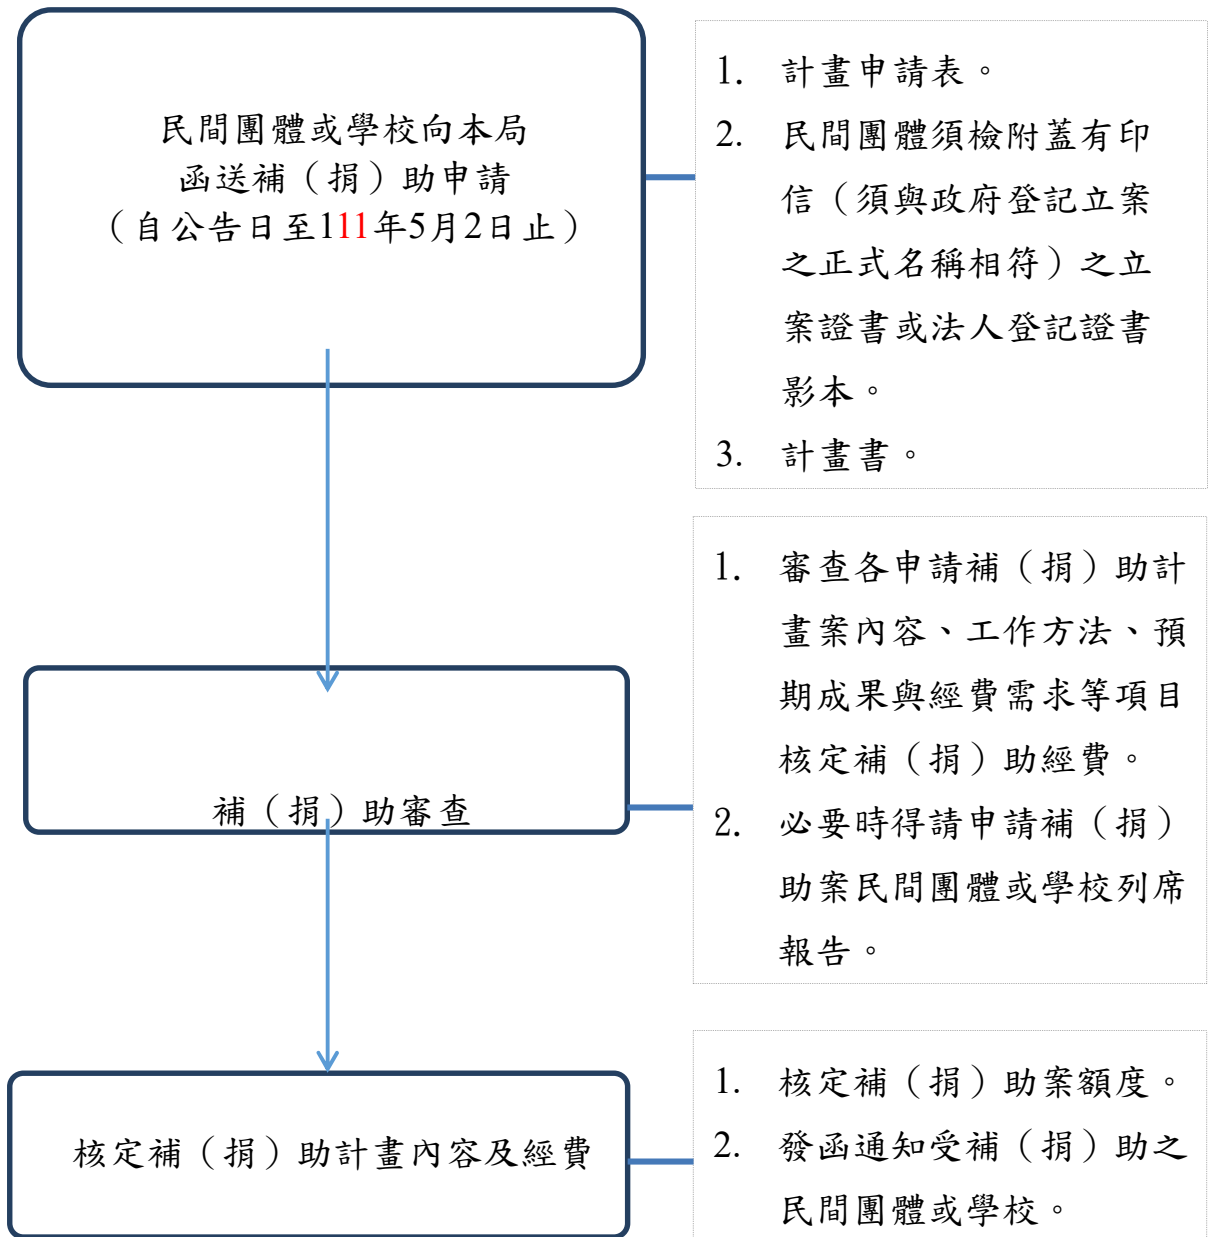 民間團體或學校向本局
函送補（捐）助申請
（自公告日至111年5月2日止）
1. 計畫申請表。
2. 民間團體須檢附蓋有印
信（須與政府登記立案
之正式名稱相符）之立
案證書或法人登記證書
影本。
3. 計畫書。
補（捐）助審查
1. 審查各申請補（捐）助計
畫案內容、工作方法、預
期成果與經費需求等項目
核定補（捐）助經費。
2. 必要時得請申請補（捐）
助案民間團體或學校列席
報告。
核定補（捐）助計畫內容及經費
1. 核定補（捐）助案額度。
2. 發函通知受補（捐）助之
民間團體或學校。